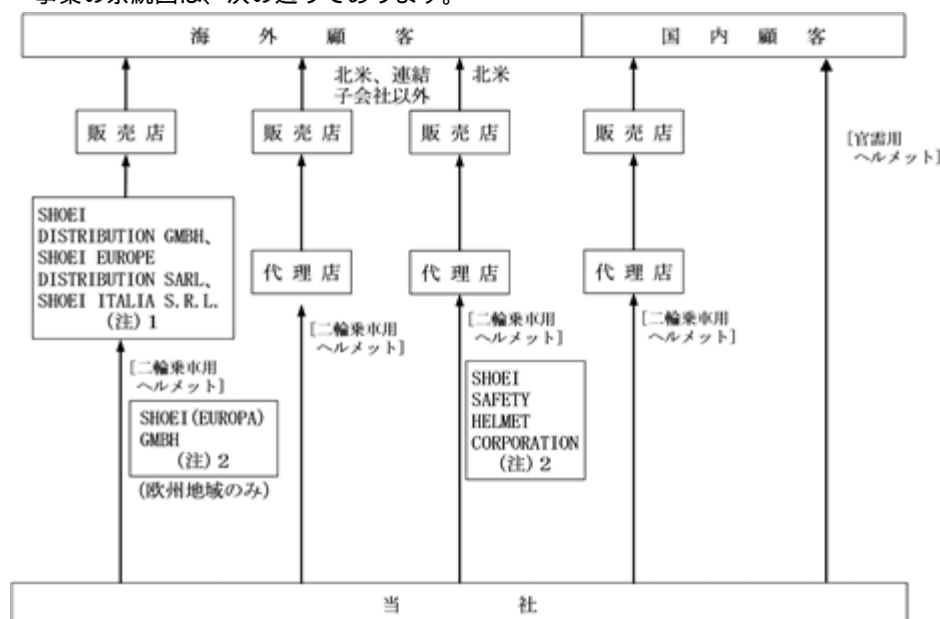 事業の系統図は、次の通りであります。
海 外 顧 客
国 内 顧 客
北米、連結
子会社以外
北米
販 売 店
販 売 店
販 売 店
販 売 店
[官需用
ヘルメット]
SHOEI
DISTRIBUTION GMBH、
SHOEI EUROPE
DISTRIBUTION SARL、
SHOEI ITALIA S.R.L.
(注) 1
代 理 店
代 理 店
代 理 店
[二輪乗車用
ヘルメット]
[二輪乗車用
ヘルメット]
[二輪乗車用
ヘルメット]
[二輪乗車用
ヘルメット]
SHOEI(EUROPA)
GMBH
(注) 2
(欧州地域のみ)
SHOEI
SAFETY
HELMET
CORPORATION
(注) 2
当 社